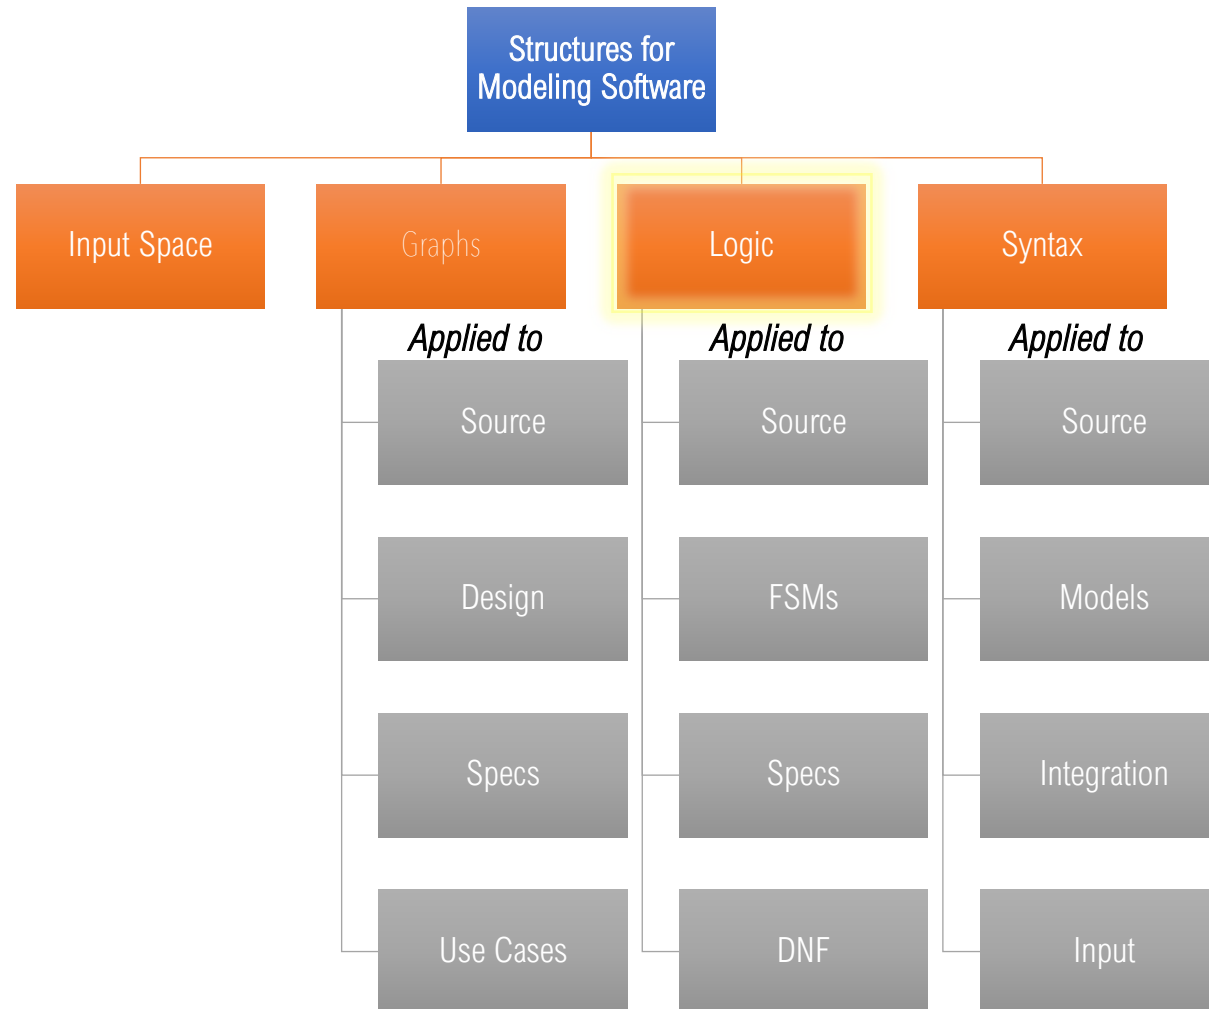 Structures for
Modeling Software
Input Space
Graphs
Logic
Syntax
Applied to
Applied to
Applied to
Source
Source
Source
Design
FSMs
Models
Specs
Specs
Integration
Use Cases
DNF
Input